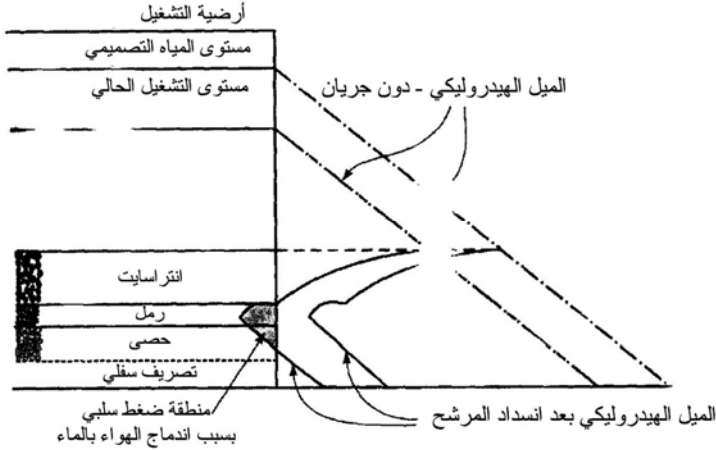 أرضية التشغيل
مستوى المياه التصميمي
مستوى التشغيل الحالي
الميل الهيدروليكي - دون جريان
انتراسايت
رمل
حصى
تصريف سفلي
منطقة ضغط سلبي
بسبب اندماج الهواء بالماء
الميل الهيدروليكي بعد انسداد المرشح